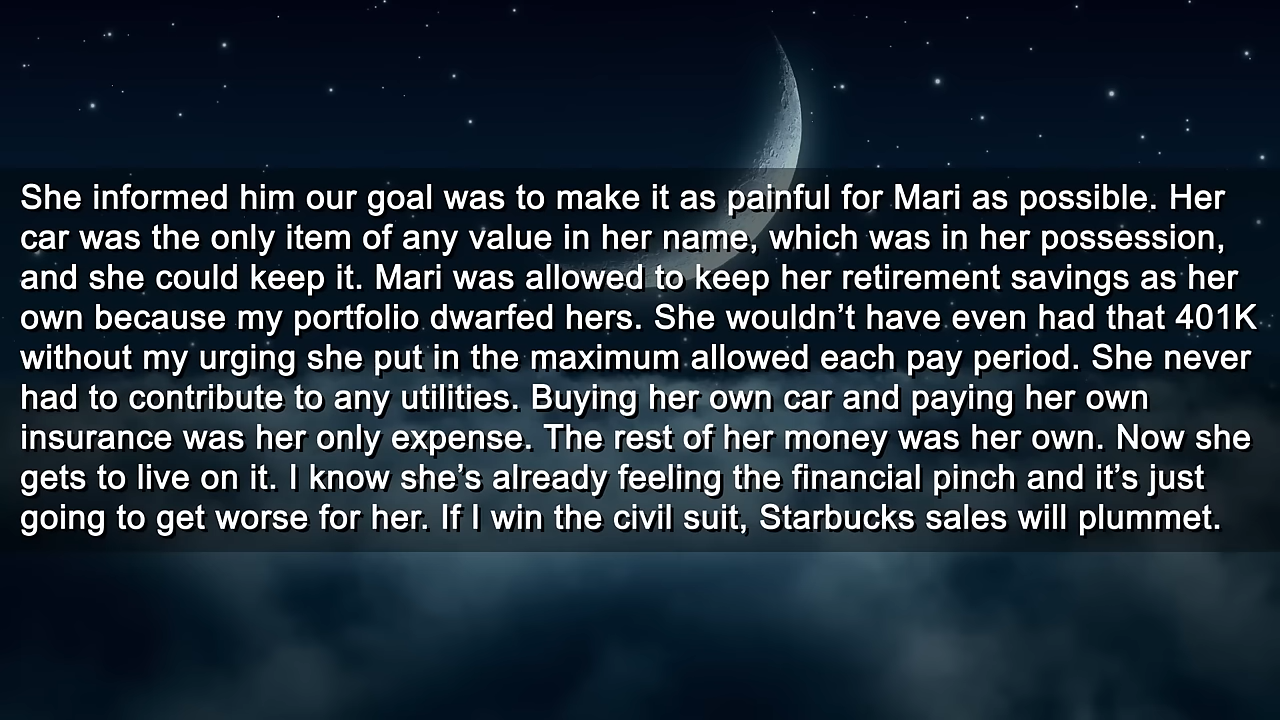 She informed him our goal was to make it as painful for Mari as possible. Her
car was the only item of any value in her name, which was in her possession,
and she could keep it. Mari was allowed to keep her retirement savings as her
own because my portfolio dwarfed hers. She wouldn’t have even had that 401K
without my urging she put in the maximum allowed each pay period. She never
had to contribute to any utilities. Buying her own car and paying her own
insurance was her only expense. The rest of her money was her own. Now she
gets to live on it. I know she’s already feeling the financial pinch and it’s just
going to get worse for her. If I win the civil suit, Starbucks sales will plummet.